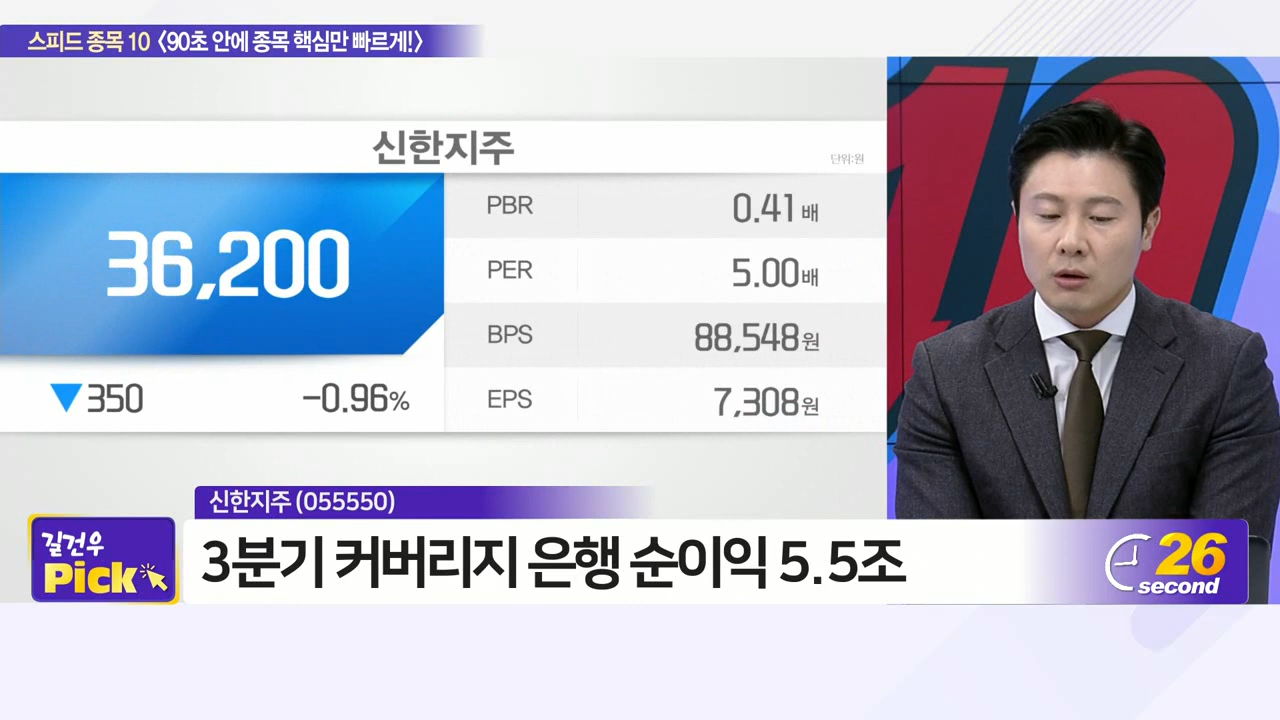 스피드 종목 10 <90초 안에 종목 핵심만 빠르게!>
신한지주
단위:원
36,200
▼350 -0.96%
PBR 0.41배
PER 5.00배
BPS 88,548원
EPS 7,308원
10
신한지주 (055550)
길건우
Pick
3분기 커버리지 은행 순이익 5.5조
26
second